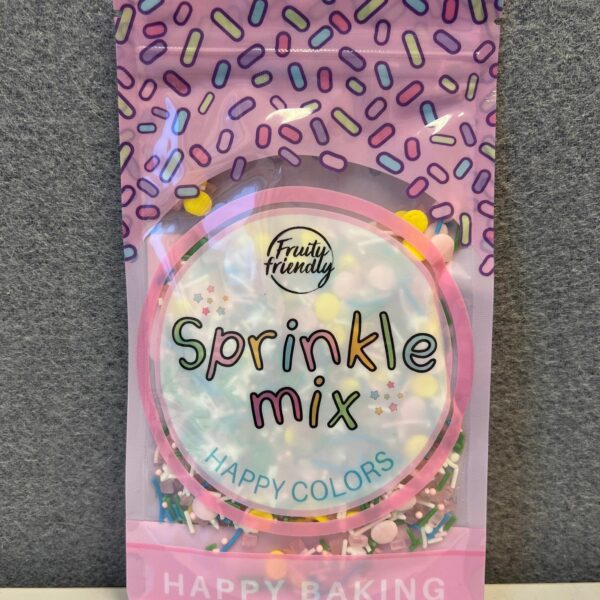 Fruity
friendly
Sprinkle
mix
HAPPY COLORS
HAPPY BAKING